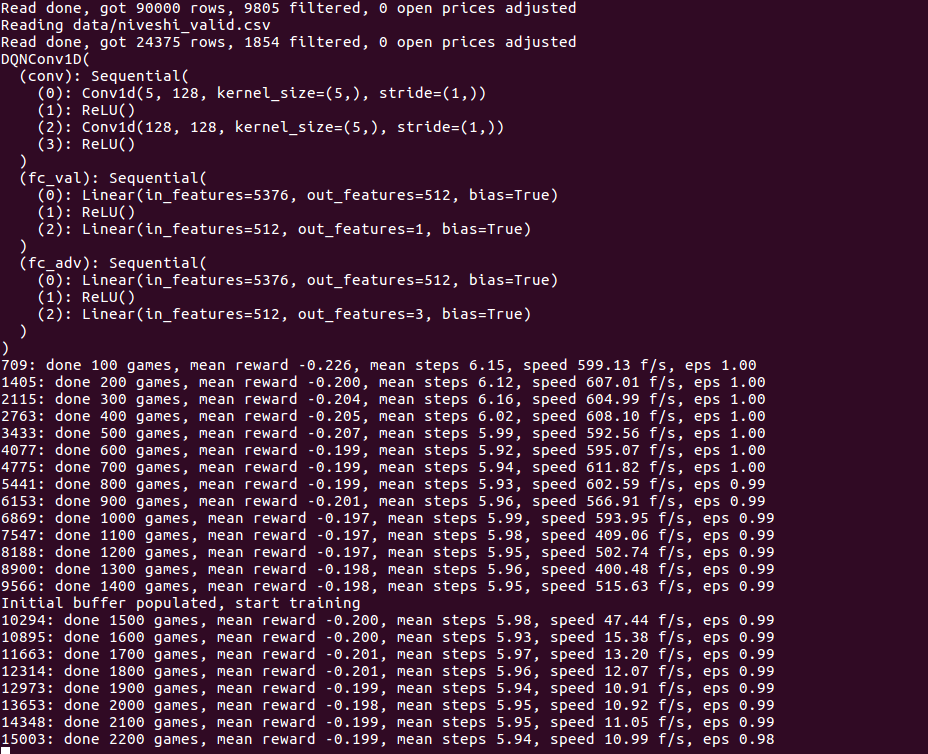 Read done, got 90000 rows, 9805 filtered, 0 open prices adjusted
Reading data/niveshi_valid.csv
Read done, got 24375 rows, 1854 filtered, 0 open prices adjusted
DQNConv1D(
  (conv): Sequential(
    (0): Conv1d(5, 128, kernel_size=(5,), stride=(1,))
    (1): ReLU()
    (2): Conv1d(128, 128, kernel_size=(5,), stride=(1,))
    (3): ReLU()
  )
  (fc_val): Sequential(
    (0): Linear(in_features=5376, out_features=512, bias=True)
    (1): ReLU()
    (2): Linear(in_features=512, out_features=1, bias=True)
  )
  (fc_adv): Sequential(
    (0): Linear(in_features=5376, out_features=512, bias=True)
    (1): ReLU()
    (2): Linear(in_features=512, out_features=3, bias=True)
  )
)
709: done 100 games, mean reward -0.226, mean steps 6.15, speed 599.13 f/s, eps 1.00
1405: done 200 games, mean reward -0.200, mean steps 6.12, speed 607.01 f/s, eps 1.00
2115: done 300 games, mean reward -0.204, mean steps 6.16, speed 604.99 f/s, eps 1.00
2763: done 400 games, mean reward -0.205, mean steps 6.02, speed 608.10 f/s, eps 1.00
3433: done 500 games, mean reward -0.207, mean steps 5.99, speed 592.56 f/s, eps 1.00
4077: done 600 games, mean reward -0.199, mean steps 5.92, speed 595.07 f/s, eps 1.00
4775: done 700 games, mean reward -0.199, mean steps 5.94, speed 611.82 f/s, eps 1.00
5441: done 800 games, mean reward -0.199, mean steps 5.93, speed 602.59 f/s, eps 0.99
6153: done 900 games, mean reward -0.201, mean steps 5.96, speed 566.91 f/s, eps 0.99
6869: done 1000 games, mean reward -0.197, mean steps 5.99, speed 593.95 f/s, eps 0.99
7547: done 1100 games, mean reward -0.197, mean steps 5.98, speed 409.06 f/s, eps 0.99
8188: done 1200 games, mean reward -0.197, mean steps 5.95, speed 502.74 f/s, eps 0.99
8900: done 1300 games, mean reward -0.198, mean steps 5.96, speed 400.48 f/s, eps 0.99
9566: done 1400 games, mean reward -0.198, mean steps 5.95, speed 515.63 f/s, eps 0.99
Initial buffer populated, start training
10294: done 1500 games, mean reward -0.200, mean steps 5.98, speed 47.44 f/s, eps 0.99
10895: done 1600 games, mean reward -0.200, mean steps 5.93, speed 15.38 f/s, eps 0.99
11663: done 1700 games, mean reward -0.201, mean steps 5.97, speed 13.20 f/s, eps 0.99
12314: done 1800 games, mean reward -0.201, mean steps 5.96, speed 12.07 f/s, eps 0.99
12973: done 1900 games, mean reward -0.199, mean steps 5.94, speed 10.91 f/s, eps 0.99
13653: done 2000 games, mean reward -0.198, mean steps 5.95, speed 10.92 f/s, eps 0.99
14348: done 2100 games, mean reward -0.199, mean steps 5.95, speed 11.05 f/s, eps 0.99
15003: done 2200 games, mean reward -0.199, mean steps 5.94, speed 10.99 f/s, eps 0.98